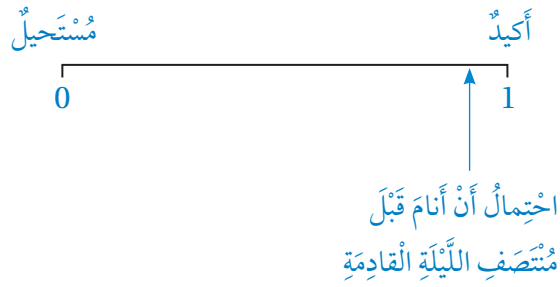 مُسْتَحيلٌ
أَكيدٌ
0
1
احْتِمالُ أَنْ أَنامَ قَبْلَ
مُنْتَصَفِ اللَّيْلَةِ الْقادِمَةِ